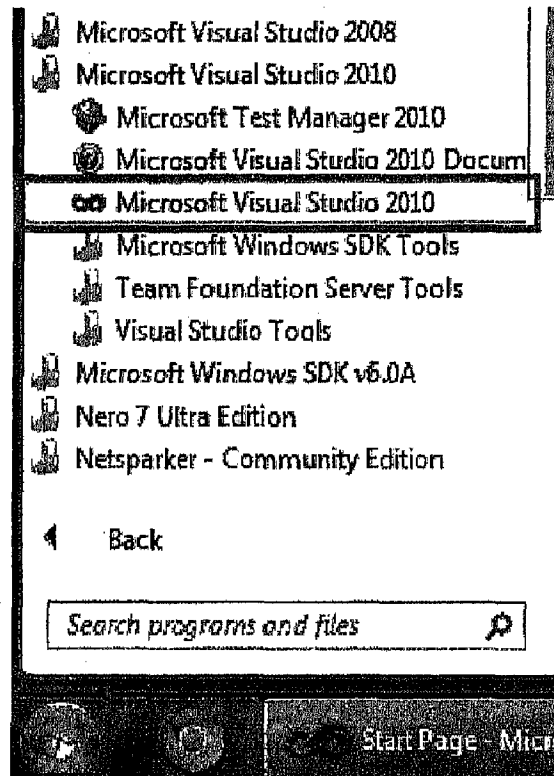 Microsoft Visual Studio 2008
Microsoft Visual Studio 2010
Microsoft Test Manager 2010
Microsoft Visual Studio 2010 Docum
Microsoft Visual Studio 2010
Microsoft Windows SDK Tools
Team Foundation Server Tools
Visual Studio Tools
Microsoft Windows SDK v6.0A
Nero 7 Ultra Edition
Netsparker - Community Edition
Back
Search programs and files
Start Page - Micr